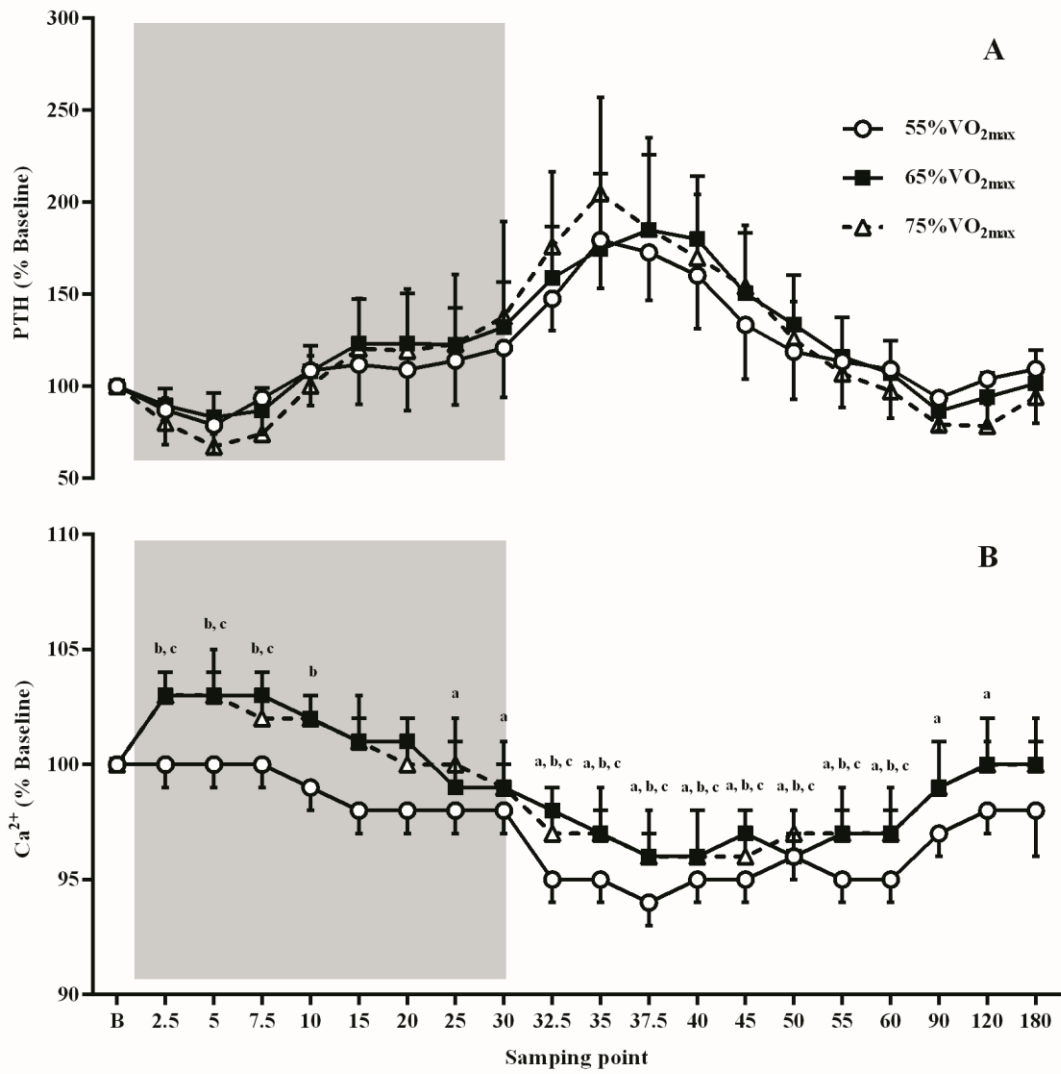 300
A
250
55%VO2max
65%VO2max
200
75%VO2max
PTH (% Baseline)
150
100
50
110
B
105
b, c
b, c
b, c
b
a
a
a, b, c
a, b, c
a, b, c
a, b, c
a, b, c
a, b, c
a, b, c
a, b, c
a
a
100
Ca2+ (% Baseline)
95
90
B 2.5 5 7.5 10 15 20 25 30 32.5 35 37.5 40 45 50 55 60 90 120 180
Samping point